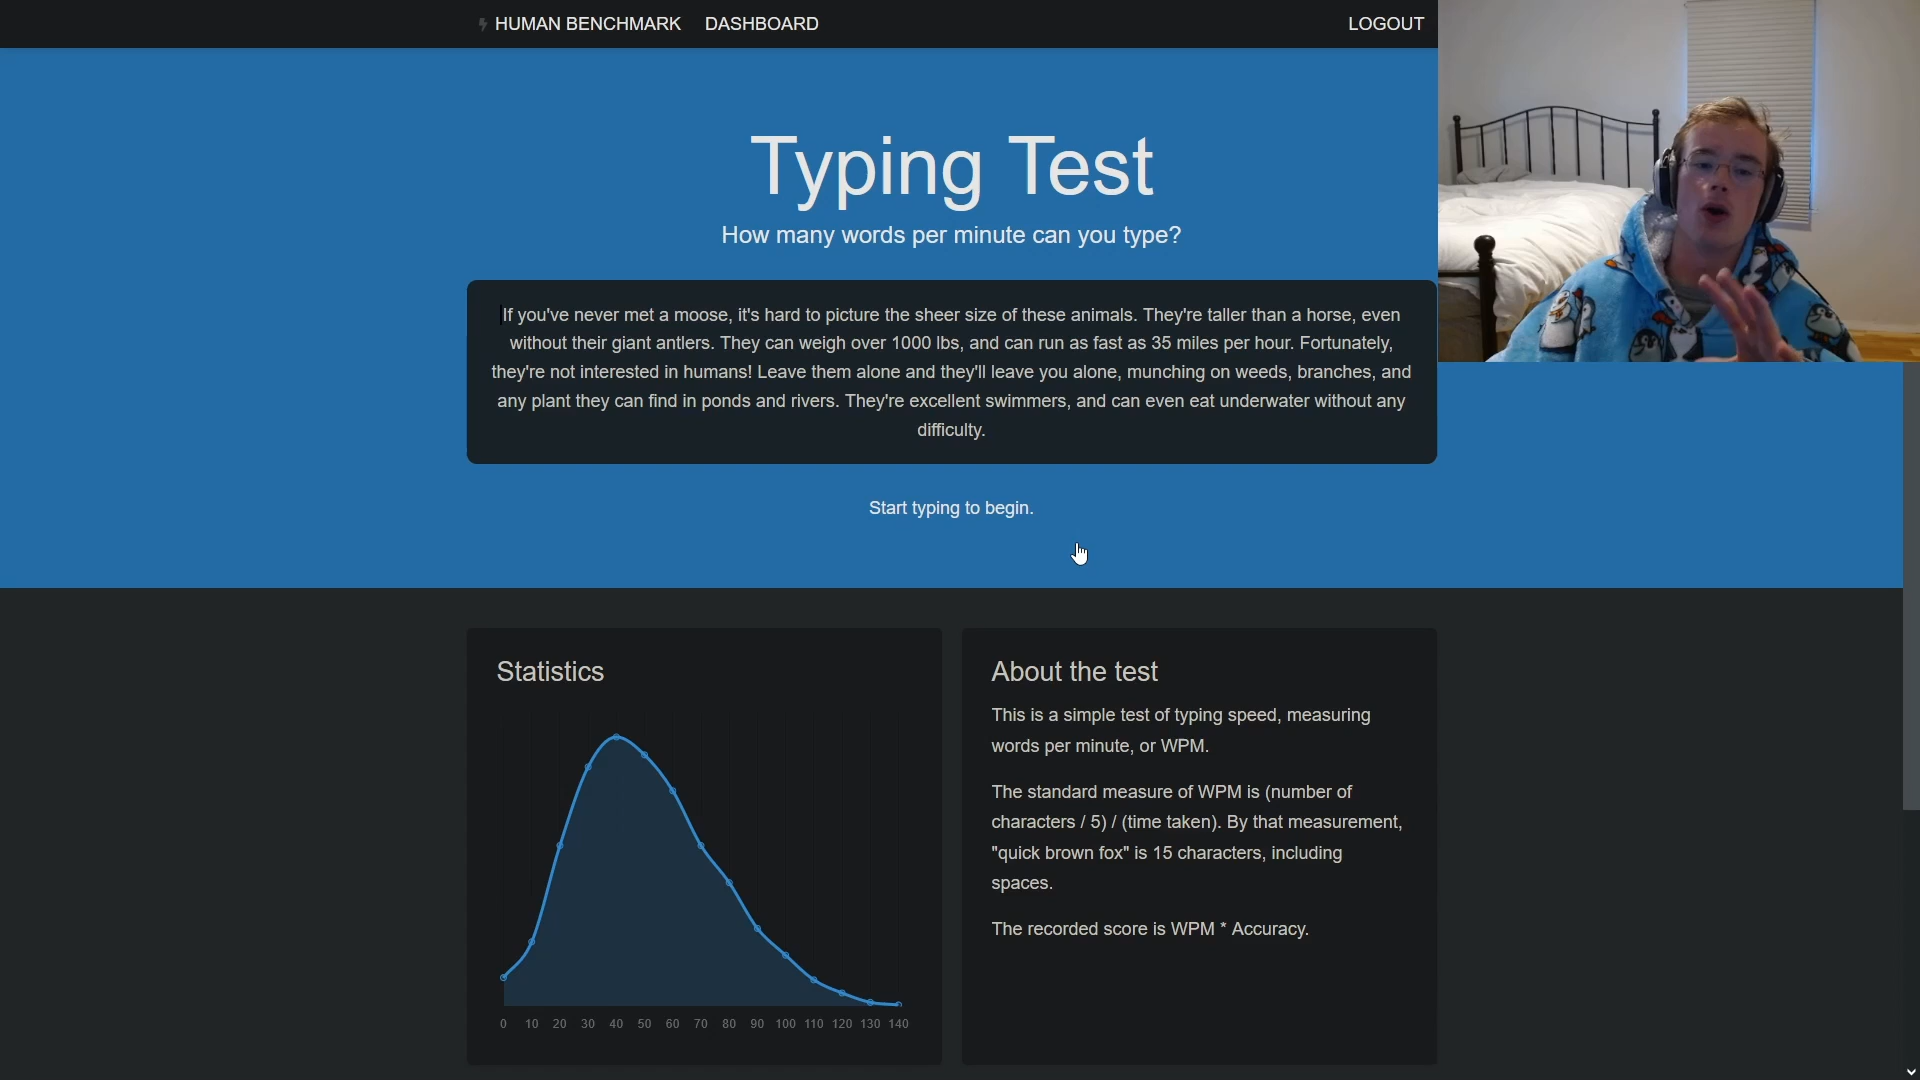 HUMAN BENCHMARK DASHBOARD LOGOUT
Typing Test
How many words per minute can you type?
If you've never met a moose, it's hard to picture the sheer size of these animals. They're taller than a horse, even
without their giant antlers. They can weigh over 1000 lbs, and can run as fast as 35 miles per hour. Fortunately,
they're not interested in humans! Leave them alone and they'll leave you alone, munching on weeds, branches, and
any plant they can find in ponds and rivers. They're excellent swimmers, and can even eat underwater without any
difficulty.
Start typing to begin.
Statistics
0 10 20 30 40 50 60 70 80 90 100 110 120 130 140
About the test
This is a simple test of typing speed, measuring
words per minute, or WPM.
The standard measure of WPM is (number of
characters / 5) / (time taken). By that measurement,
"quick brown fox" is 15 characters, including
spaces.
The recorded score is WPM * Accuracy.